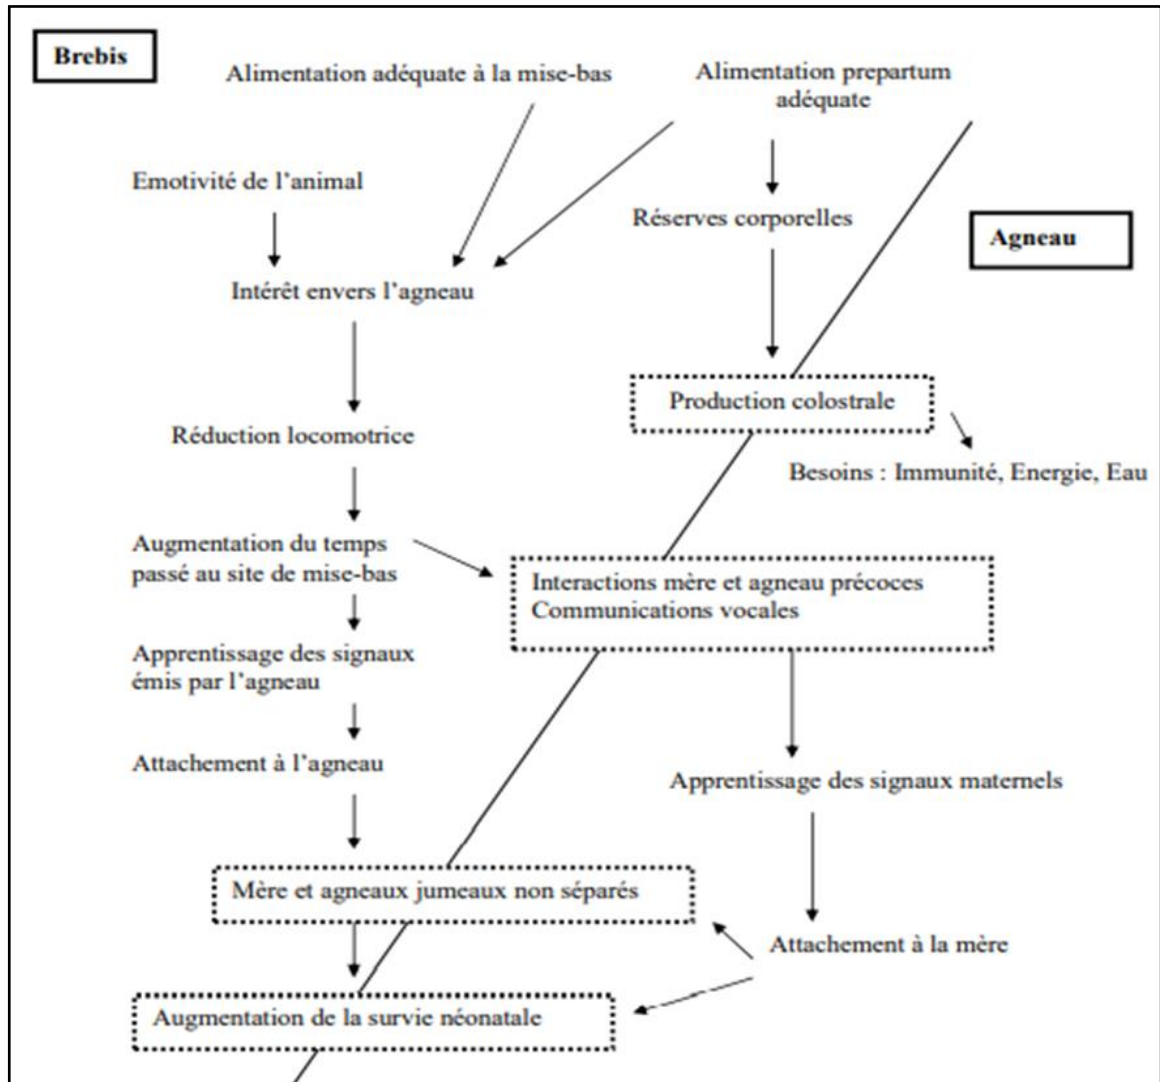 Brebis
Alimentation adéquate à la mise-bas
Alimentation prepartum
adéquate
Emotivité de l'animal
Réserves corporelles
Agneau
Intérêt envers l'agneau
Production colostrale
Réduction locomotrice
Besoins : Immunité, Energie, Eau
Augmentation du temps
passé au site de mise-bas
Interactions mère et agneau précoces
Communications vocales
Apprentissage des signaux
émis par l'agneau
Attachement à l'agneau
Apprentissage des signaux maternels
Mère et agneaux jumeaux non séparés
Attachement à la mère
Augmentation de la survie néonatale